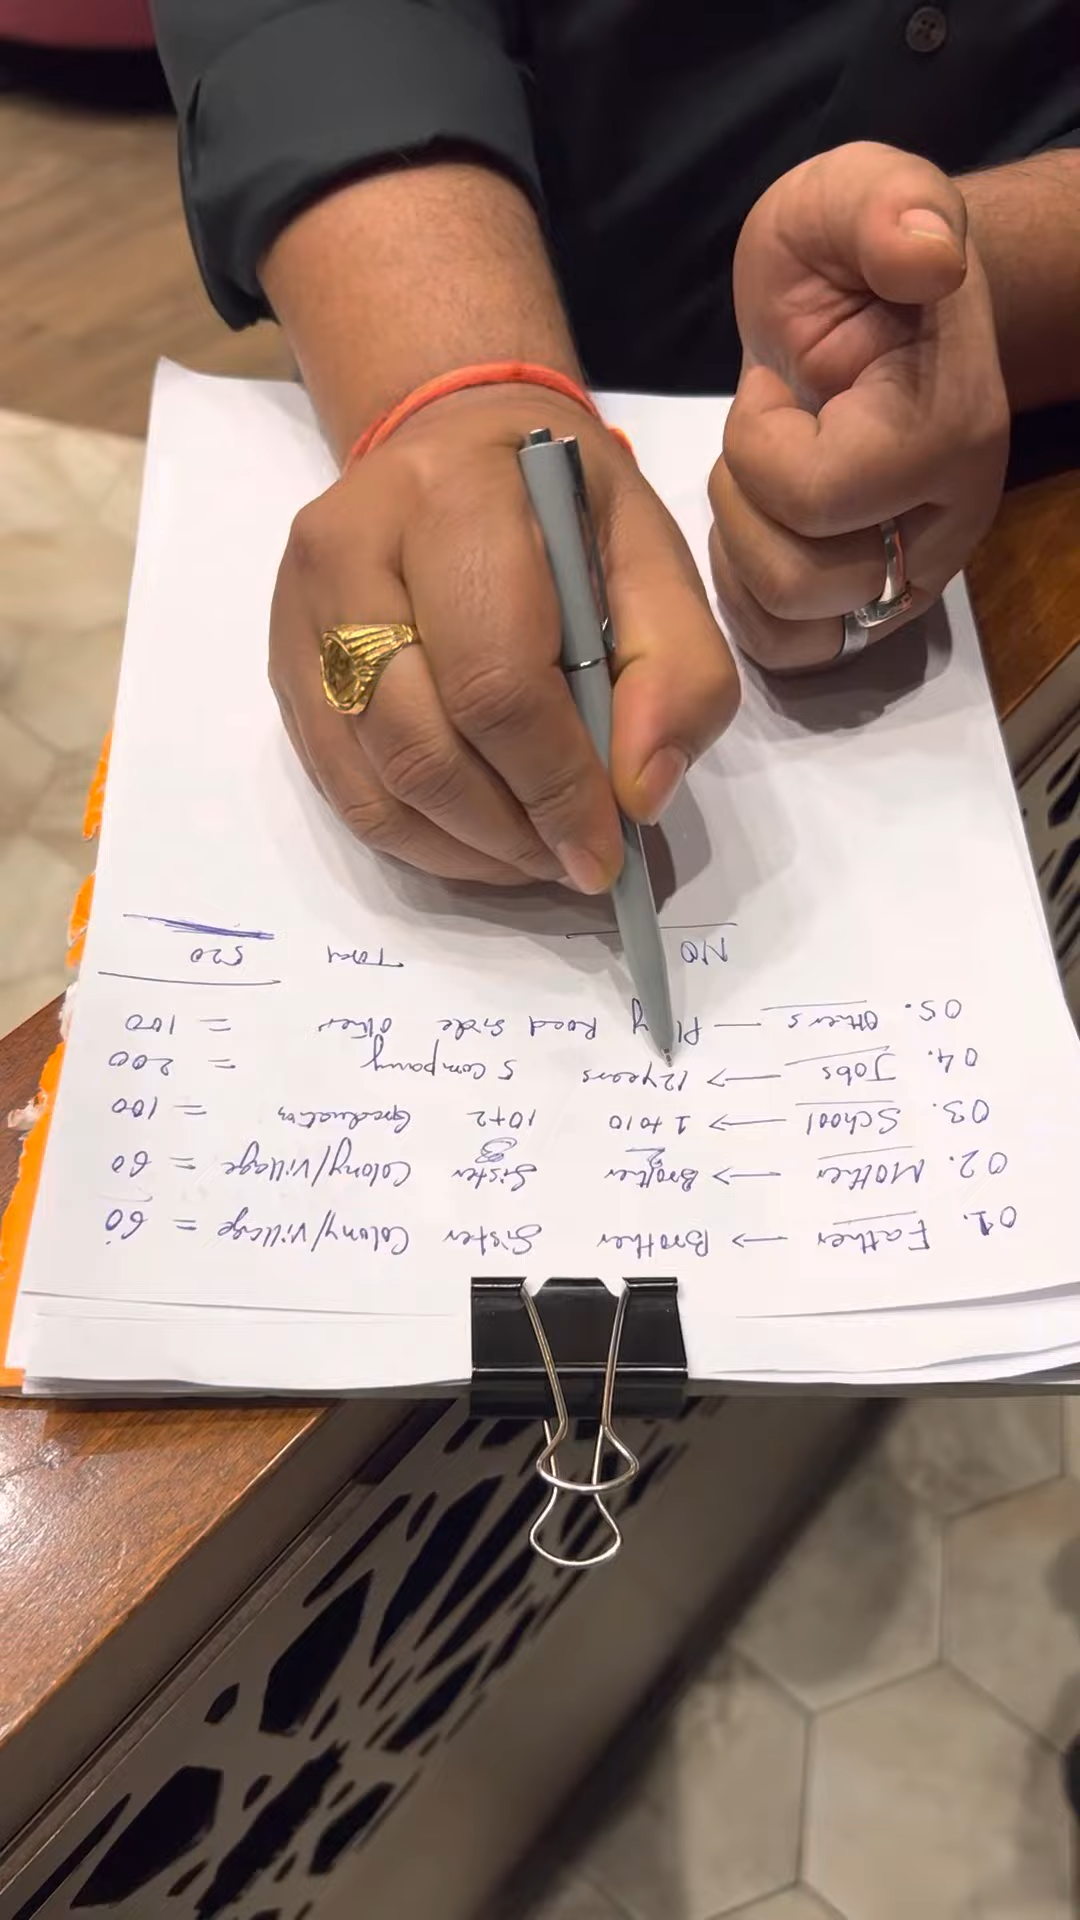 01. Father → Brother Sister Colony/Village = 60
02. Mother → Brother Sister Colony/Village = 60
03. School → 1 to 10 10+2 Graduation = 100
04. Jobs → 12 years 5 Company = 200
05. Others — Road Side other = 100
NO Total 520